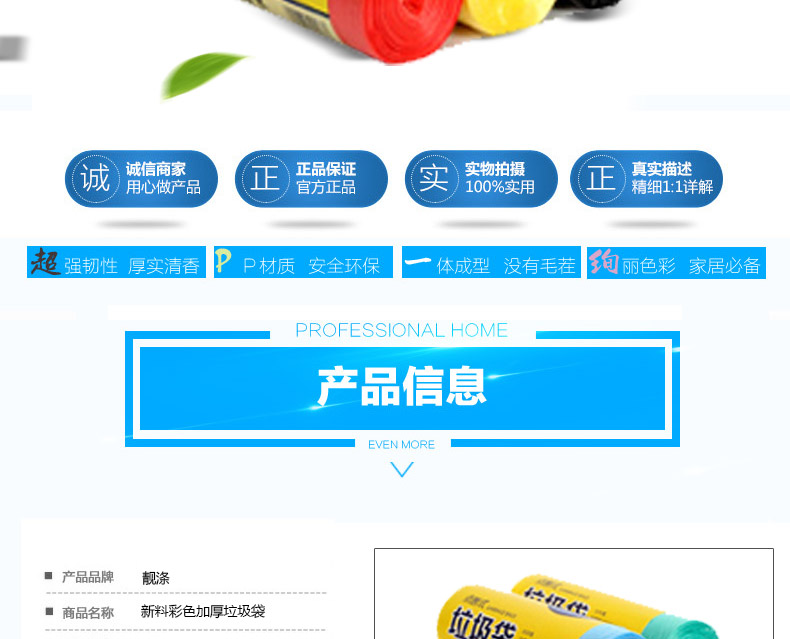 诚 诚信商家
用心做产品
正 正品保证
官方正品
实 实物拍摄
100%实用
正 真实描述
精细1:1详解
超强韧性 厚实清香
P P材质 安全环保
一体成型 没有毛茬
绚丽色彩 家居必备
PROFESSIONAL HOME
产品信息
EVEN MORE
■ 产品品牌 靓涤
■ 商品名称 新料彩色加厚垃圾袋
垃圾袋
垃圾袋